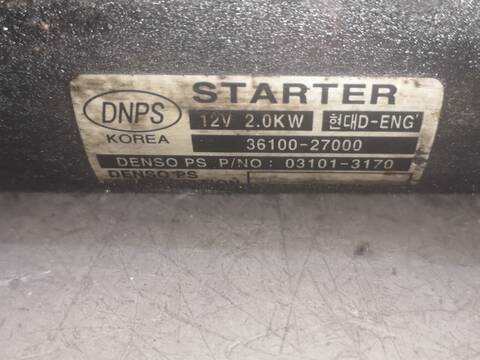 DNPS
KOREA
STARTER
12V 2.0KW 현대D-ENG'
36100-27000
DENSO PS P/NO: 03101-3170
DENSO PS